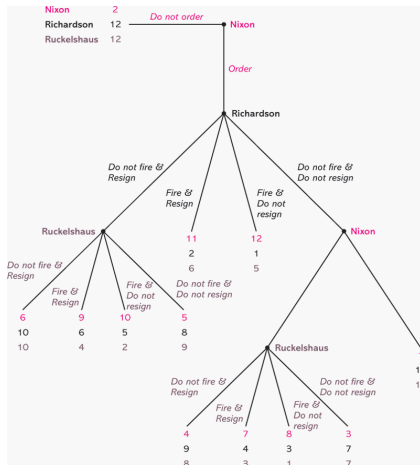 Nixon 2
Do not order
Nixon
Richardson 12
Ruckelshaus 12
Order
Richardson
Do not fire &
Resign
Fire &
Resign
Fire &
Do not
resign
Do not fire &
Do not resign
Ruckelshaus
11
2
6
12
1
5
Nixon
Do not fire &
Resign
Fire &
Resign
Fire &
Do not
resign
Do not fire &
Do not resign
6
10
10
9
6
4
10
5
2
5
8
9
Ruckelshaus
Do not fire &
Resign
Fire &
Resign
Fire &
Do not
resign
Do not fire &
Do not resign
4
9
8
7
4
3
8
3
1
3
7
7